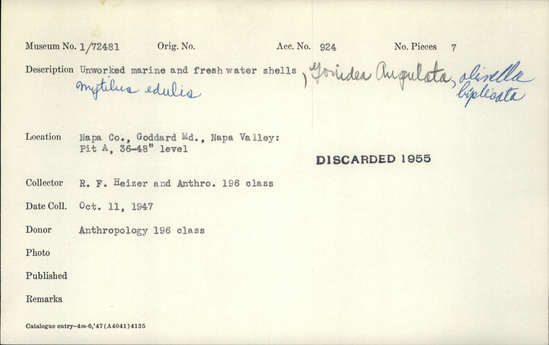 Museum No. 1/72481 Orig. No. Acc. No. 924 No. Pieces 7
Description Unworked marine and fresh water shells, Gonidea Angulata, olivella
mytilus edulis biplicata
Location Napa Co., Goddard Md., Napa Valley:
Pit A, 36-48" level
DISCARDED 1955
Collector R. F. Heizer and Anthro. 196 class
Date Coll. Oct. 11, 1947
Donor Anthropology 196 class
Photo
Published
Remarks
Catalogue entry-4m-6,'47(A4041)4135